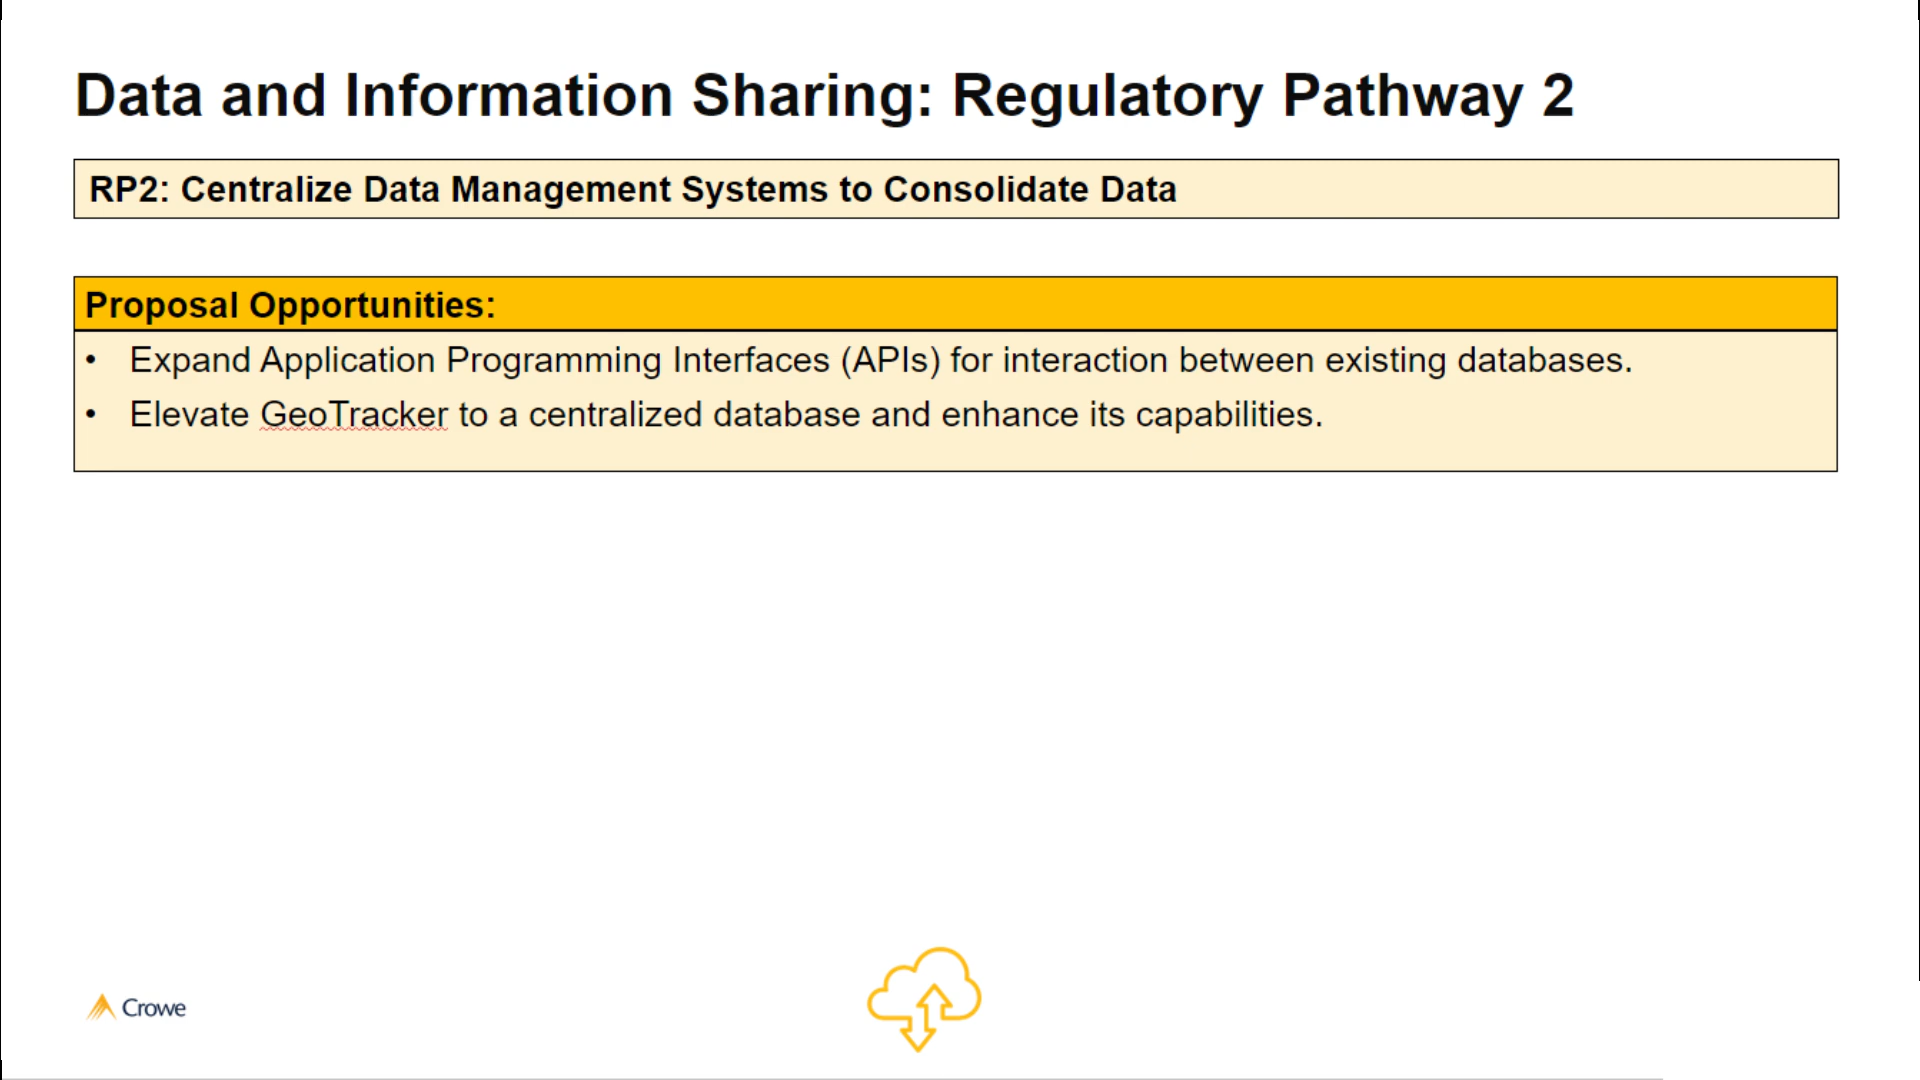 Data and Information Sharing: Regulatory Pathway 2
RP2: Centralize Data Management Systems to Consolidate Data
Proposal Opportunities:
• Expand Application Programming Interfaces (APIs) for interaction between existing databases.
• Elevate GeoTracker to a centralized database and enhance its capabilities.
Crowe